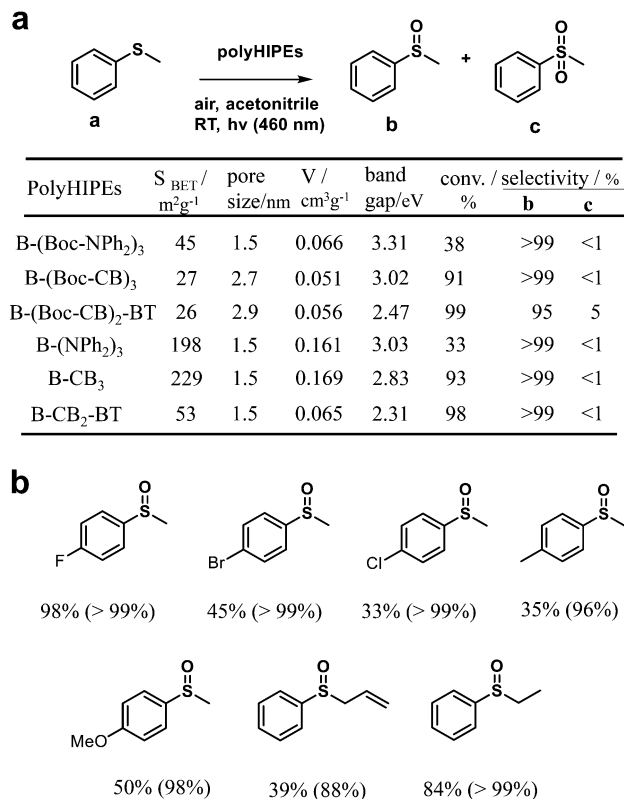 a
S
polyHIPEs
air, acetonitrile
RT, hv (460 nm)
a
O
S
+
b
O
S
O
c
PolyHIPEs S BET / m²g⁻¹ pore size/nm V / cm³g⁻¹ band gap/eV conv. / % selectivity / % b c
B-(Boc-NPh₂)₃ 45 1.5 0.066 3.31 38 >99 <1
B-(Boc-CB)₃ 27 2.7 0.051 3.02 91 >99 <1
B-(Boc-CB)₂-BT 26 2.9 0.056 2.47 99 95 5
B-(NPh₂)₃ 198 1.5 0.161 3.03 33 >99 <1
B-CB₃ 229 1.5 0.169 2.83 93 >99 <1
B-CB₂-BT 53 1.5 0.065 2.31 98 >99 <1
b
O O O O
S S S S
F Br Cl
98% (> 99%) 45% (> 99%) 33% (> 99%) 35% (96%)
O O O
S S S
MeO
50% (98%) 39% (88%) 84% (> 99%)